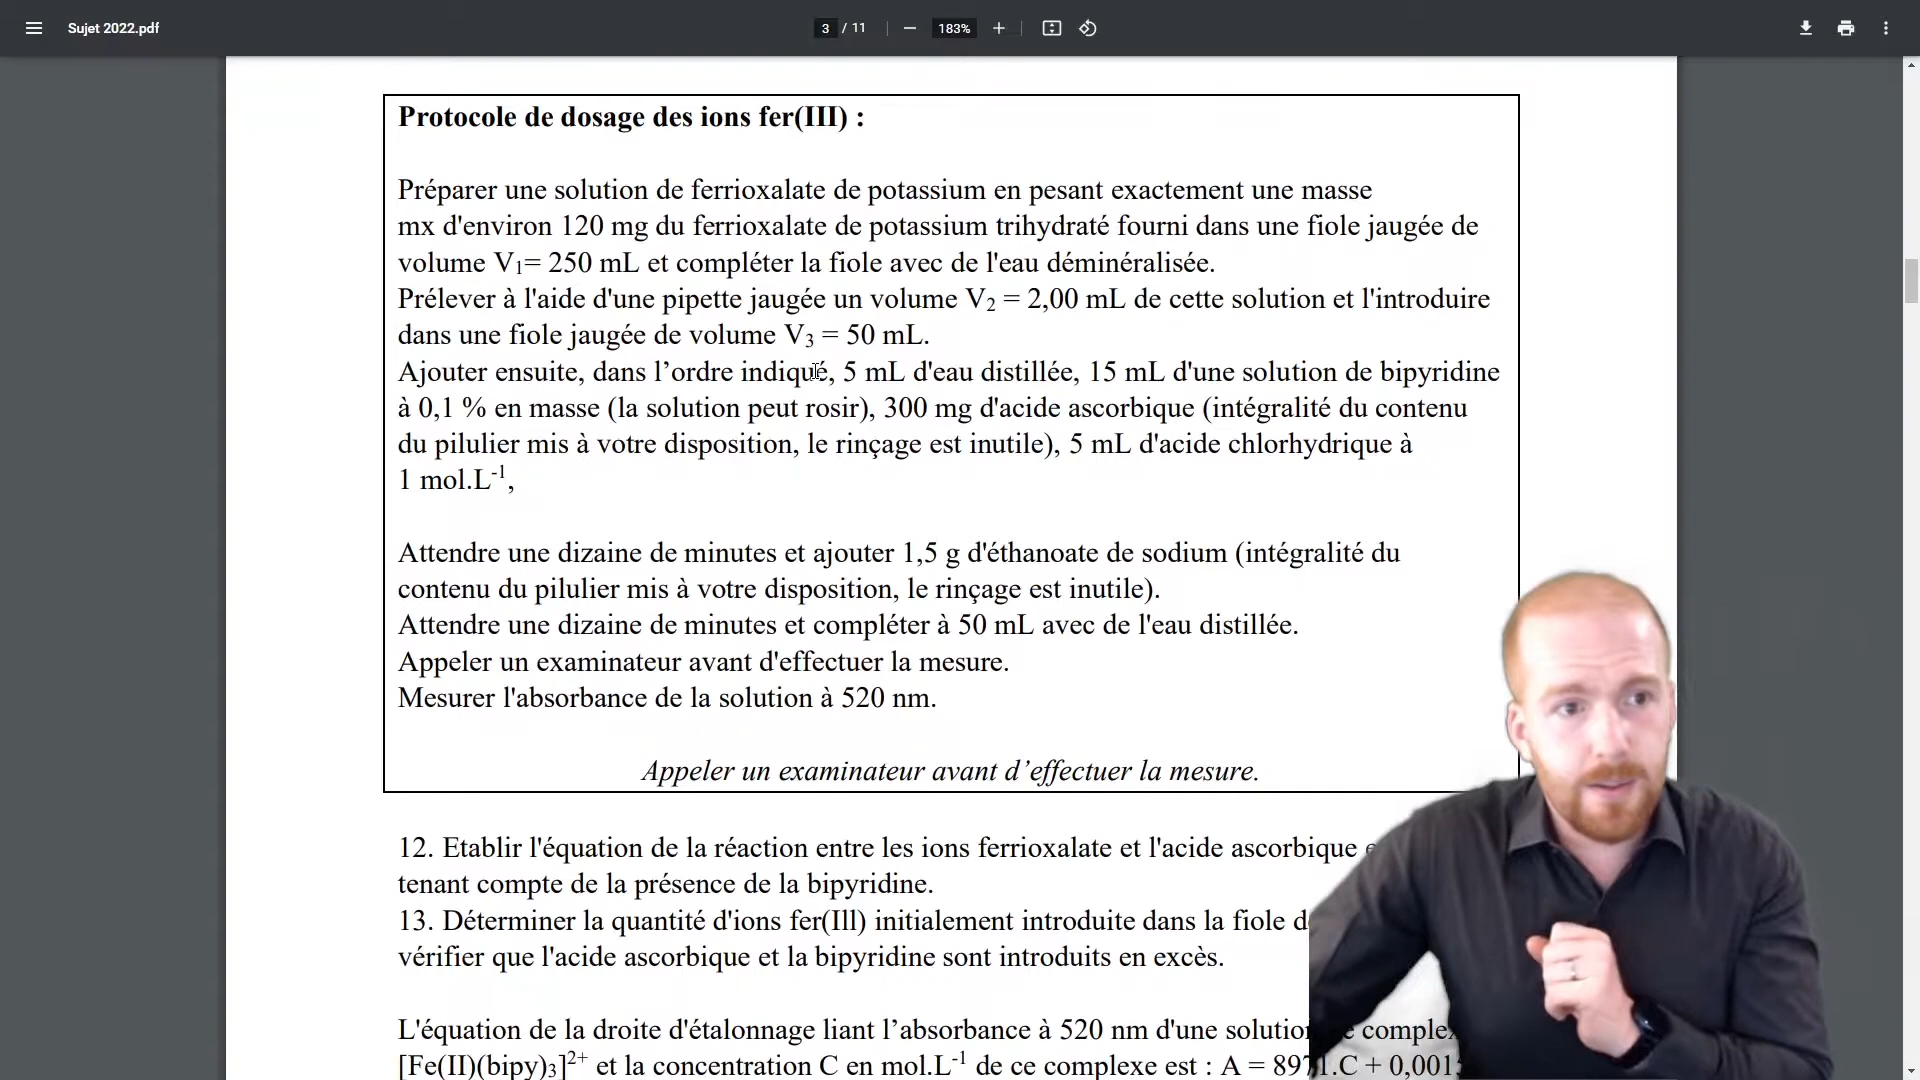 Sujet 2022.pdf
3 / 11
183%
Protocole de dosage des ions fer(III) :
Préparer une solution de ferrioxalate de potassium en pesant exactement une masse
mx d'environ 120 mg du ferrioxalate de potassium trihydraté fourni dans une fiole jaugée de
volume V₁= 250 mL et compléter la fiole avec de l'eau déminéralisée.
Prélever à l'aide d'une pipette jaugée un volume V₂ = 2,00 mL de cette solution et l'introduire
dans une fiole jaugée de volume V₃ = 50 mL.
Ajouter ensuite, dans l’ordre indiqué, 5 mL d'eau distillée, 15 mL d'une solution de bipyridine
à 0,1 % en masse (la solution peut rosir), 300 mg d'acide ascorbique (intégralité du contenu
du pilulier mis à votre disposition, le rinçage est inutile), 5 mL d'acide chlorhydrique à
1 mol.L⁻¹,
Attendre une dizaine de minutes et ajouter 1,5 g d'éthanoate de sodium (intégralité du
contenu du pilulier mis à votre disposition, le rinçage est inutile).
Attendre une dizaine de minutes et compléter à 50 mL avec de l'eau distillée.
Appeler un examinateur avant d'effectuer la mesure.
Mesurer l'absorbance de la solution à 520 nm.
Appeler un examinateur avant d’effectuer la mesure.
12. Etablir l'équation de la réaction entre les ions ferrioxalate et l'acide ascorbique
tenant compte de la présence de la bipyridine.
13. Déterminer la quantité d'ions fer(Ill) initialement introduite dans la fiole
vérifier que l'acide ascorbique et la bipyridine sont introduits en excès.
L'équation de la droite d'étalonnage liant l’absorbance à 520 nm d'une
[Fe(II)(bipy)₃]²⁺ et la concentration C en mol.L⁻¹ de ce complexe est : A = 8971.C + 0,001